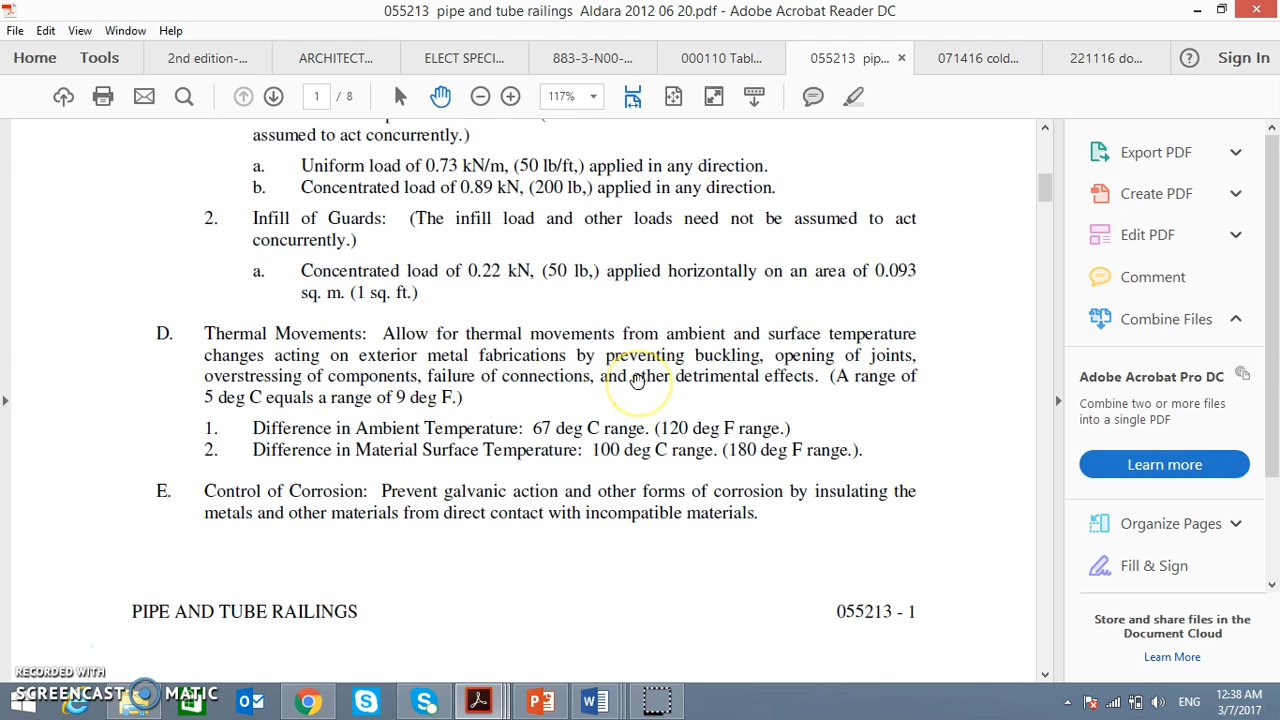 055213 pipe and tube railings Aldara 2012 06 20.pdf - Adobe Acrobat Reader DC
File Edit View Window Help
Home Tools 2nd edition-... ARCHITECT... ELECT SPECI... 883-3-N00-... 000110 Tabl... 055213 pip... × 071416 cold... 221116 do... Sign In
1 / 8 117%
assumed to act concurrently.)
a. Uniform load of 0.73 kN/m, (50 lb/ft,) applied in any direction.
b. Concentrated load of 0.89 kN, (200 lb,) applied in any direction.
2. Infill of Guards: (The infill load and other loads need not be assumed to act
concurrently.)
a. Concentrated load of 0.22 kN, (50 lb,) applied horizontally on an area of 0.093
sq. m. (1 sq. ft.)
D. Thermal Movements: Allow for thermal movements from ambient and surface temperature
changes acting on exterior metal fabrications by preventing buckling, opening of joints,
overstressing of components, failure of connections, and other detrimental effects. (A range of
5 deg C equals a range of 9 deg F.)
1. Difference in Ambient Temperature: 67 deg C range. (120 deg F range.)
2. Difference in Material Surface Temperature: 100 deg C range. (180 deg F range.).
E. Control of Corrosion: Prevent galvanic action and other forms of corrosion by insulating the
metals and other materials from direct contact with incompatible materials.
PIPE AND TUBE RAILINGS 055213 - 1
Export PDF
Create PDF
Edit PDF
Comment
Combine Files
Adobe Acrobat Pro DC
Combine two or more files
into a single PDF
Learn more
Organize Pages
Fill & Sign
Store and share files in the
Document Cloud
Learn More
RECORDED WITH
SCREENCAST MATIC
ENG
12:38 AM
3/7/2017